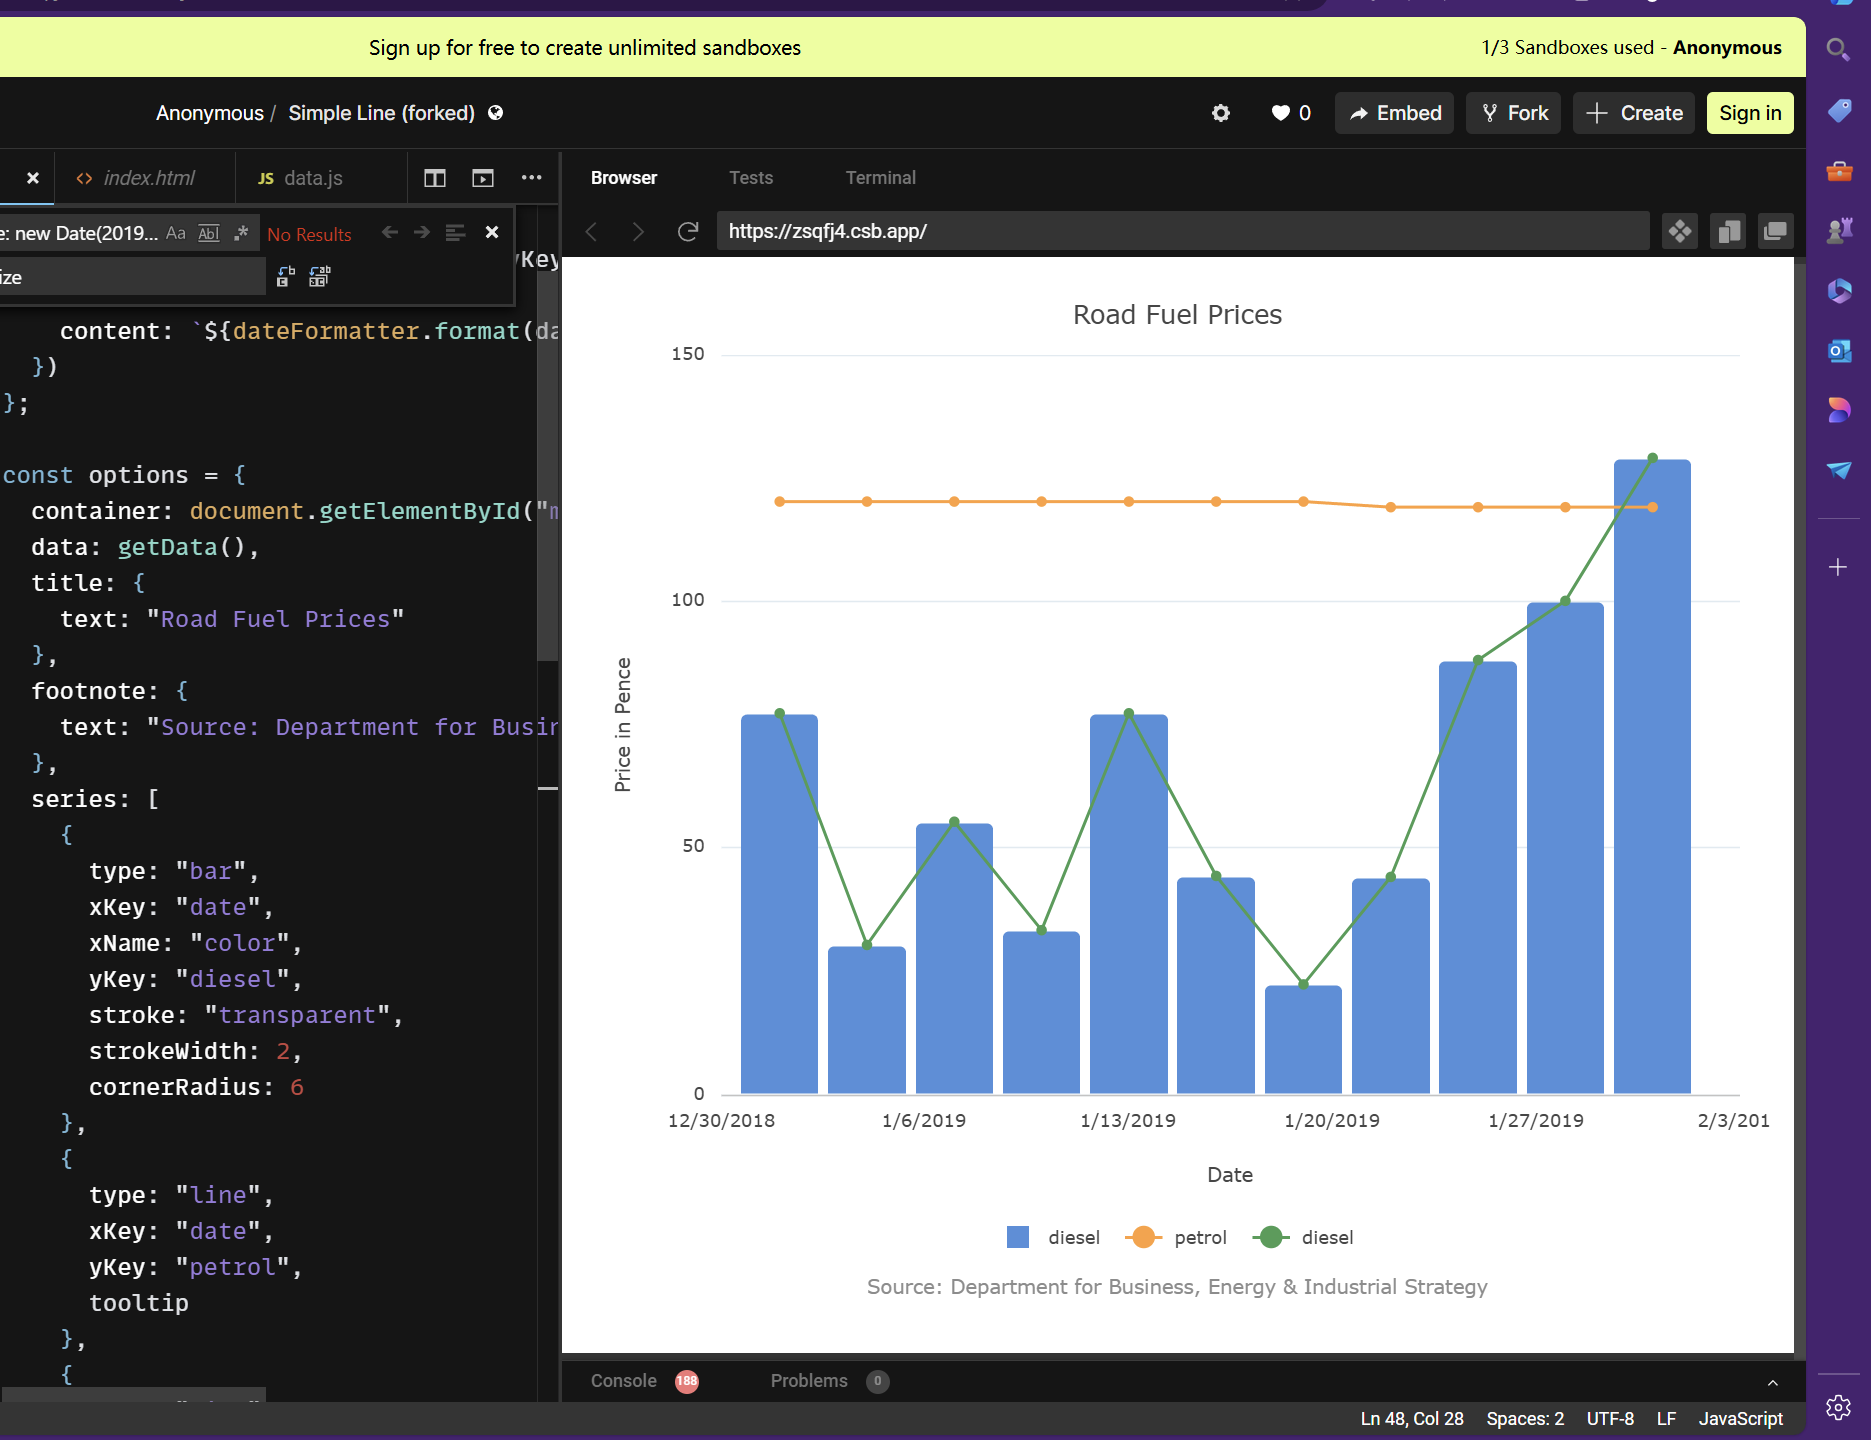 Sign up for free to create unlimited sandboxes
1/3 Sandboxes used - Anonymous
Anonymous / Simple Line (forked)
0
Embed
Fork
Create
Sign in
index.html
JS data.js
Browser
Tests
Terminal
e: new Date(2019... Aa Abl .*
No Results
ize
https://zsqfj4.csb.app/
yKey
content: `${dateFormatter.format(da
})
};
const options = {
container: document.getElementById("m
data: getData(),
title: {
text: "Road Fuel Prices"
},
footnote: {
text: "Source: Department for Busin
},
series: [
{
type: "bar",
xKey: "date",
xName: "color",
yKey: "diesel",
stroke: "transparent",
strokeWidth: 2,
cornerRadius: 6
},
{
type: "line",
xKey: "date",
yKey: "petrol",
tooltip
},
{
Road Fuel Prices
150
100
50
0
Price in Pence
12/30/2018
1/6/2019
1/13/2019
1/20/2019
1/27/2019
2/3/201
Date
diesel
petrol
diesel
Source: Department for Business, Energy & Industrial Strategy
Console 188
Problems 0
Ln 48, Col 28
Spaces: 2
UTF-8
LF
JavaScript